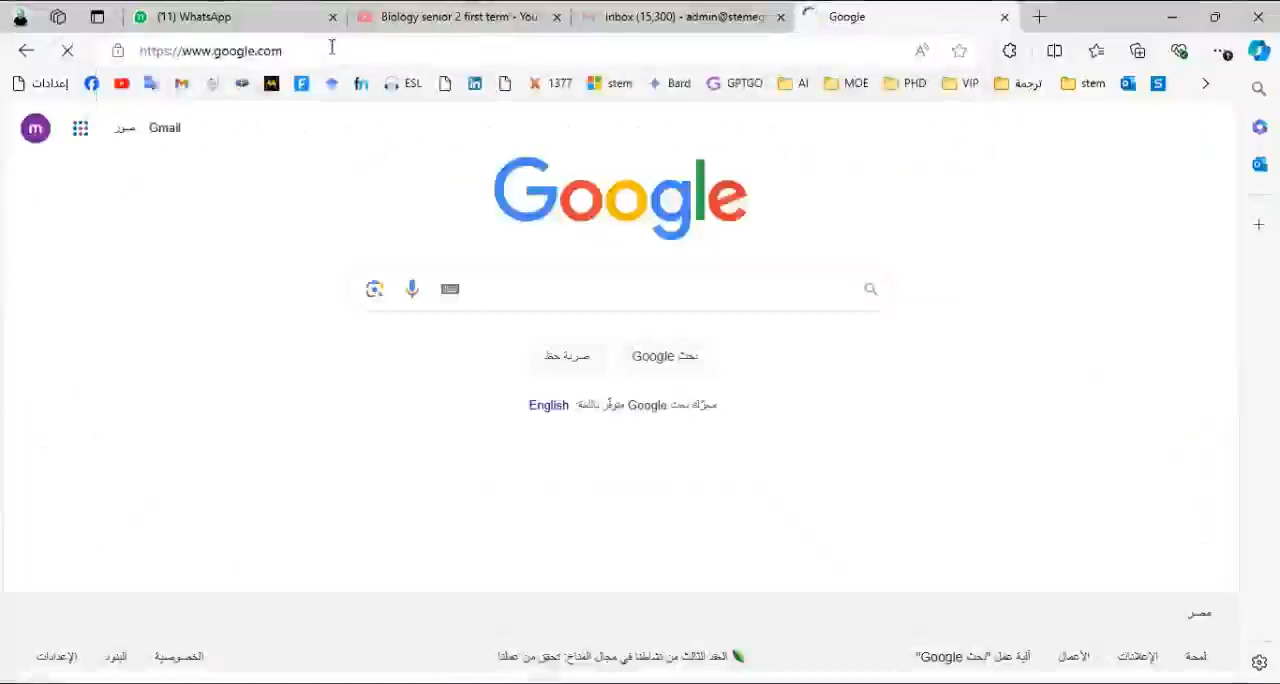 (11) WhatsApp
Biology senior 2 first term - You
Inbox (15,300) - admin@stemeg
Google
https://www.google.com
إعدادات
ESL
1377
stem
Bard
GPTGO
AI
MOE
PHD
VIP
ترجمة
stem
m
صور
Gmail
Google
بحث Google
ضربة حظ
محرّك بحث Google متوفّر باللغة: English
مصر
لمحة
الإعلانات
الأعمال
آلية عمل "بحث Google"
العقد الثالث من نشاطنا في مجال المناخ: تحقق من عملنا
الخصوصية
البنود
الإعدادات